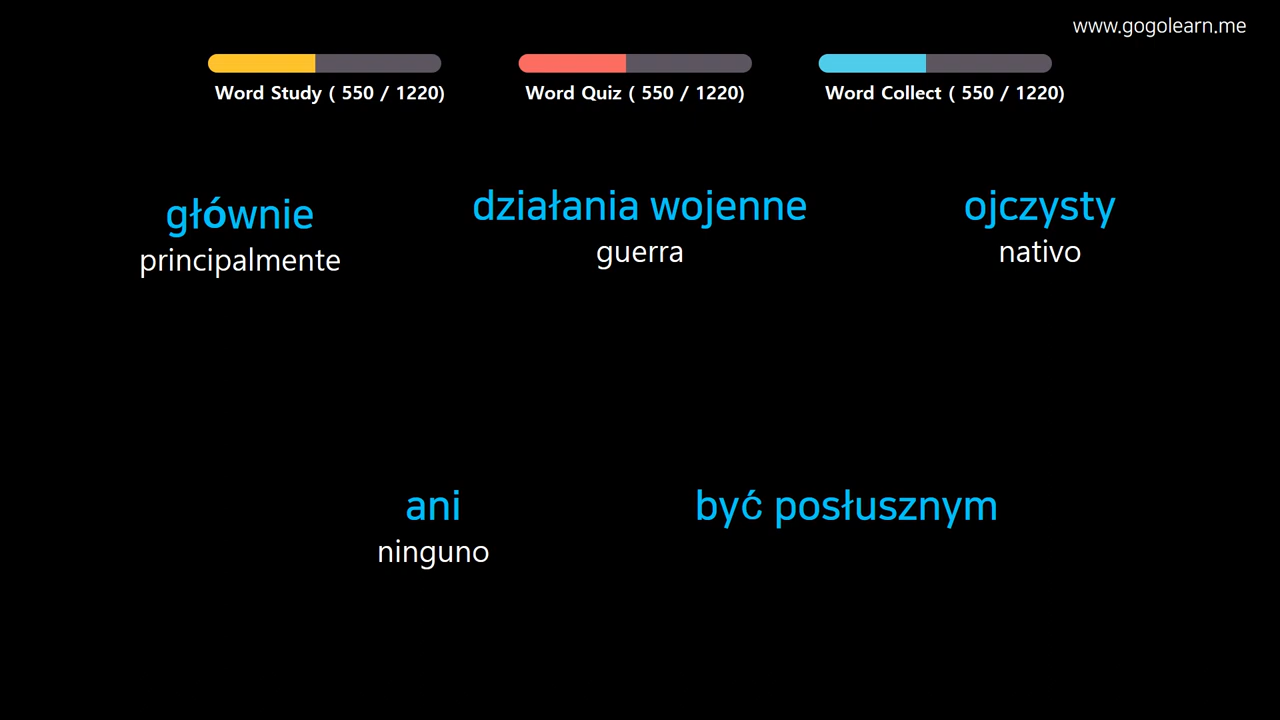 www.gogolearn.me
Word Study ( 550 / 1220)
Word Quiz ( 550 / 1220)
Word Collect ( 550 / 1220)
głównie
principalmente
działania wojenne
guerra
ojczysty
nativo
ani
ninguno
być posłusznym